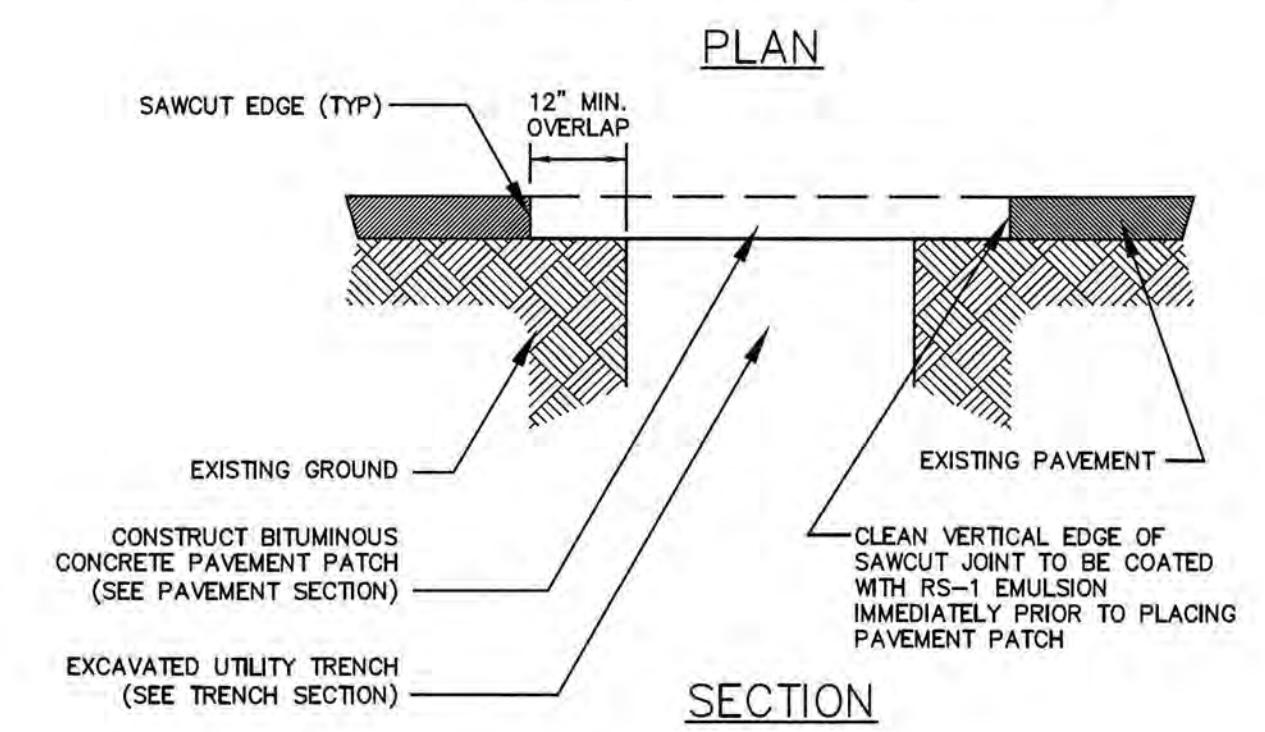 PLAN
SAWCUT EDGE (TYP)
12" MIN.
OVERLAP
EXISTING GROUND
EXISTING PAVEMENT
CONSTRUCT BITUMINOUS
CONCRETE PAVEMENT PATCH
(SEE PAVEMENT SECTION)
CLEAN VERTICAL EDGE OF
SAWCUT JOINT TO BE COATED
WITH RS-1 EMULSION
IMMEDIATELY PRIOR TO PLACING
PAVEMENT PATCH
EXCAVATED UTILITY TRENCH
(SEE TRENCH SECTION)
SECTION